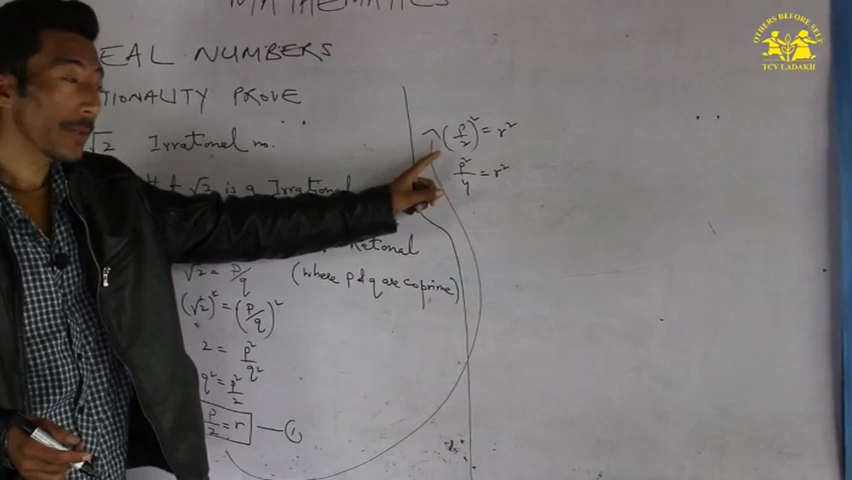 MATHEMATICS
EAL NUMBERS
TIONALITY PROVE
√2 Irrational no.
√2 is a Irrational
(p/2)² = r²
p²/4 = r²
√2 = p/q (where p & q are coprime)
(√2)² = (p/q)²
2 = p²/q²
q² = p²/2
p/2 = r — ①
OTHERS BEFORE SELF
TCV LADAKH